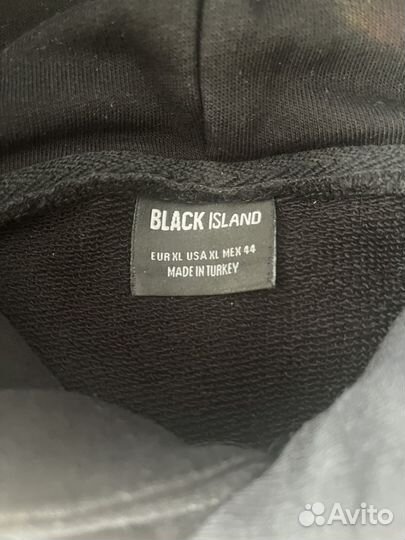 BLACK ISLAND
EUR XL USA XL MEX 44
MADE IN TURKEY
Avito